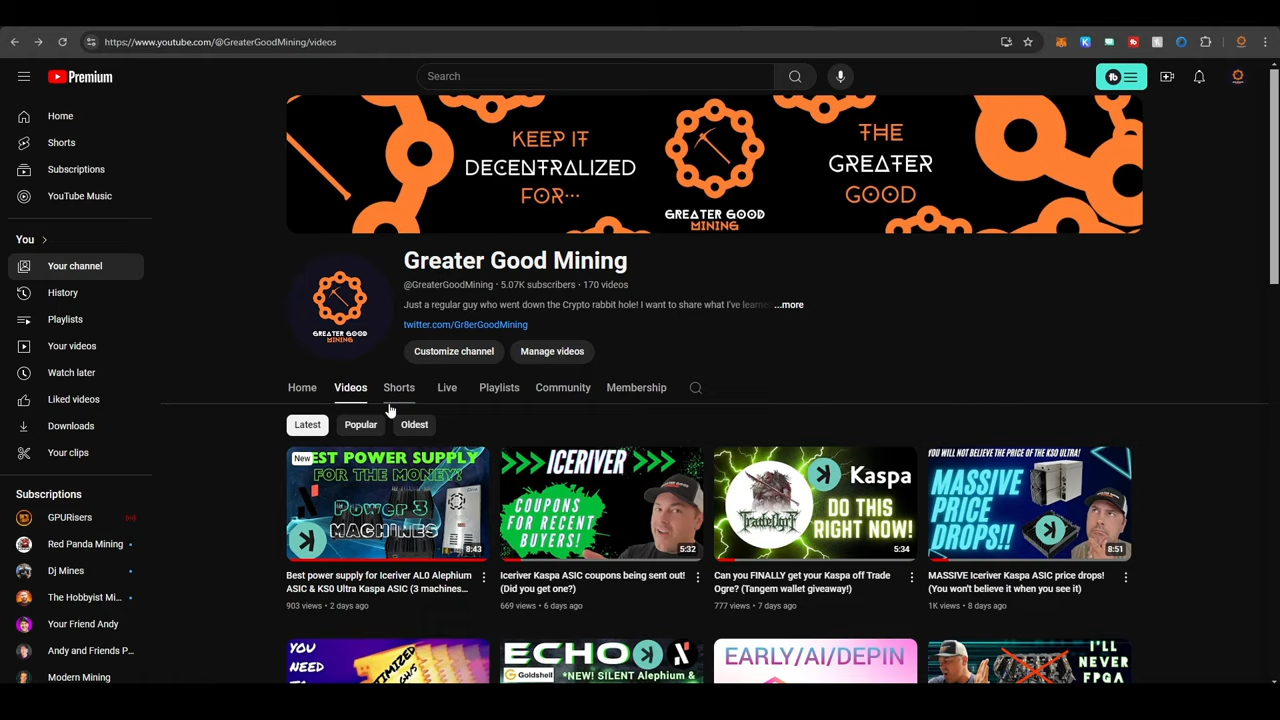 https://www.youtube.com/@GreaterGoodMining/videos
Premium
Search
Home
Shorts
Subscriptions
YouTube Music
You
Your channel
History
Playlists
Your videos
Watch later
Liked videos
Downloads
Your clips
Subscriptions
GPURisers
Red Panda Mining
Dj Mines
The Hobbyist Mi...
Your Friend Andy
Andy and Friends P...
Modern Mining
KEEP IT
DECENTRALIZED
FOR...
GREATER GOOD
MINING
THE
GREATER
GOOD
GREATER GOOD
MINING
Greater Good Mining
@GreaterGoodMining • 5.07K subscribers • 170 videos
Just a regular guy who went down the Crypto rabbit hole! I want to share what I've learne ...more
twitter.com/Gr8erGoodMining
Customize channel
Manage videos
Home Videos Shorts Live Playlists Community Membership
Latest Popular Oldest
New
BEST POWER SUPPLY
FOR THE MONEY!
Power 3
MACHINES
8:43
Best power supply for Iceriver AL0 Alephium
ASIC & KS0 Ultra Kaspa ASIC (3 machines...
903 views • 2 days ago
>>> ICERIVER >>>
COUPONS
FOR RECENT
BUYERS!
5:32
Iceriver Kaspa ASIC coupons being sent out!
(Did you get one?)
669 views • 6 days ago
Kaspa
DO THIS
RIGHT NOW!
5:34
Can you FINALLY get your Kaspa off Trade
Ogre? (Tangem wallet giveaway!)
777 views • 7 days ago
YOU WILL NOT BELIEVE THE PRICE OF THE KS0 ULTRA!
MASSIVE
PRICE
DROPS!!
8:51
MASSIVE Iceriver Kaspa ASIC price drops!
(You won't believe it when you see it)
1K views • 8 days ago
YOU
NEED
ECHO
Goldshell
*NEW! SILENT Alephium &
EARLY/AI/DEPIN
I'LL
NEVER
FPGA